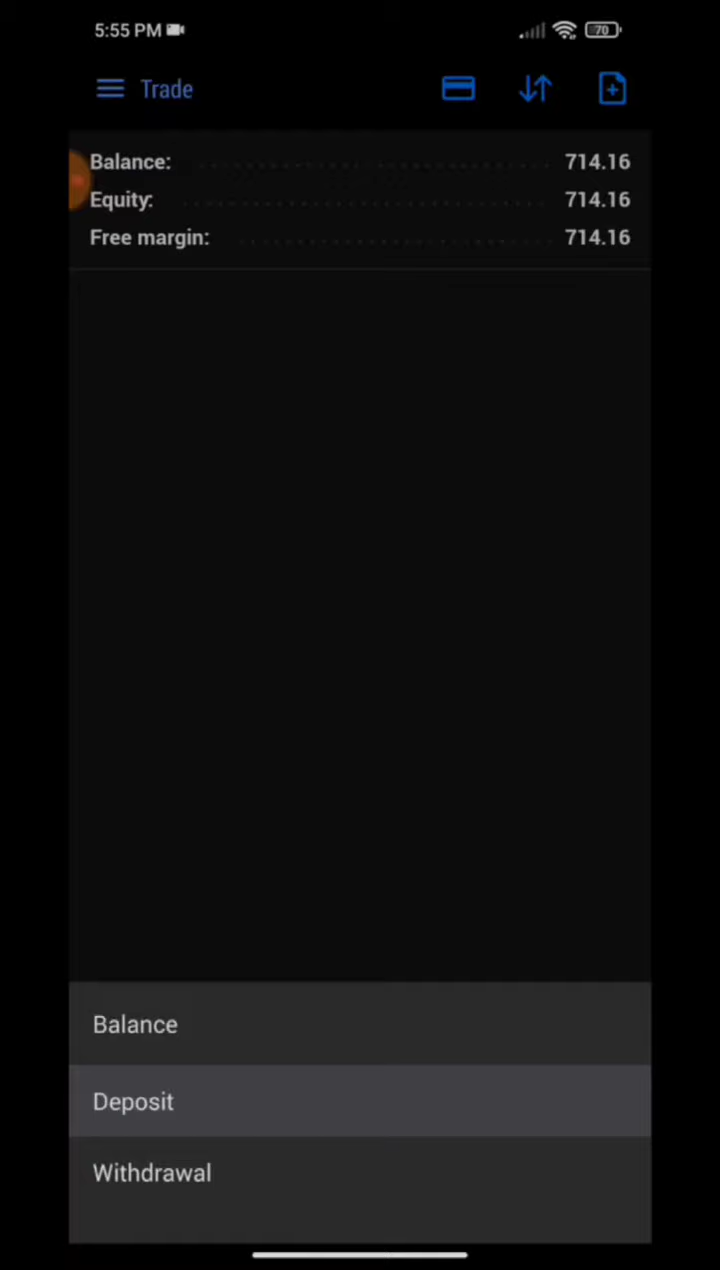 5:55 PM 70
Trade
Balance: 714.16
Equity: 714.16
Free margin: 714.16
Balance
Deposit
Withdrawal